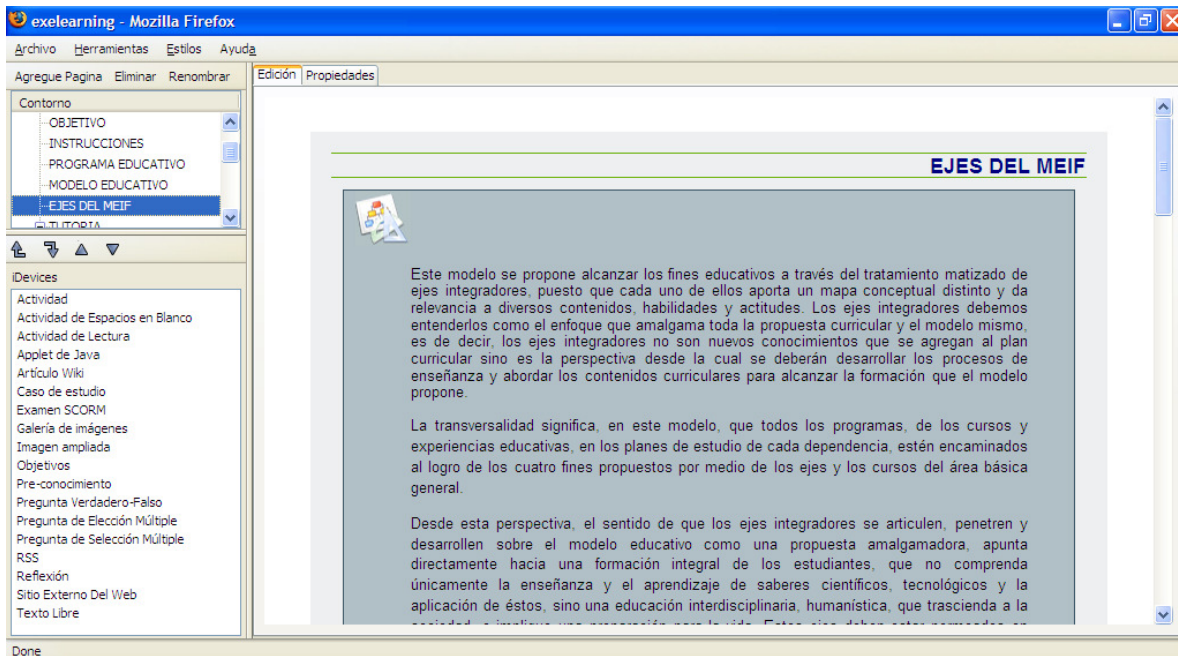 exelearning - Mozilla Firefox
Archivo Herramientas Estilos Ayuda
Agregue Pagina Eliminar Renombrar
Contorno
OBJETIVO
INSTRUCCIONES
PROGRAMA EDUCATIVO
MODELO EDUCATIVO
EJES DEL MEIF
TUTORIA
iDevices
Actividad
Actividad de Espacios en Blanco
Actividad de Lectura
Applet de Java
Artículo Wiki
Caso de estudio
Examen SCORM
Galería de imágenes
Imagen ampliada
Objetivos
Pre-conocimiento
Pregunta Verdadero-Falso
Pregunta de Elección Múltiple
Pregunta de Selección Múltiple
RSS
Reflexión
Sitio Externo Del Web
Texto Libre
Edición Propiedades
EJES DEL MEIF
Este modelo se propone alcanzar los fines educativos a través del tratamiento matizado de
ejes integradores, puesto que cada uno de ellos aporta un mapa conceptual distinto y da
relevancia a diversos contenidos, habilidades y actitudes. Los ejes integradores debemos
entenderlos como el enfoque que amalgama toda la propuesta curricular y el modelo mismo,
es de decir, los ejes integradores no son nuevos conocimientos que se agregan al plan
curricular sino es la perspectiva desde la cual se deberán desarrollar los procesos de
enseñanza y abordar los contenidos curriculares para alcanzar la formación que el modelo
propone.
La transversalidad significa, en este modelo, que todos los programas, de los cursos y
experiencias educativas, en los planes de estudio de cada dependencia, estén encaminados
al logro de los cuatro fines propuestos por medio de los ejes y los cursos del área básica
general.
Desde esta perspectiva, el sentido de que los ejes integradores se articulen, penetren y
desarrollen sobre el modelo educativo como una propuesta amalgamadora, apunta
directamente hacia una formación integral de los estudiantes, que no comprenda
únicamente la enseñanza y el aprendizaje de saberes científicos, tecnológicos y la
aplicación de éstos, sino una educación interdisciplinaria, humanística, que trascienda a la
Done